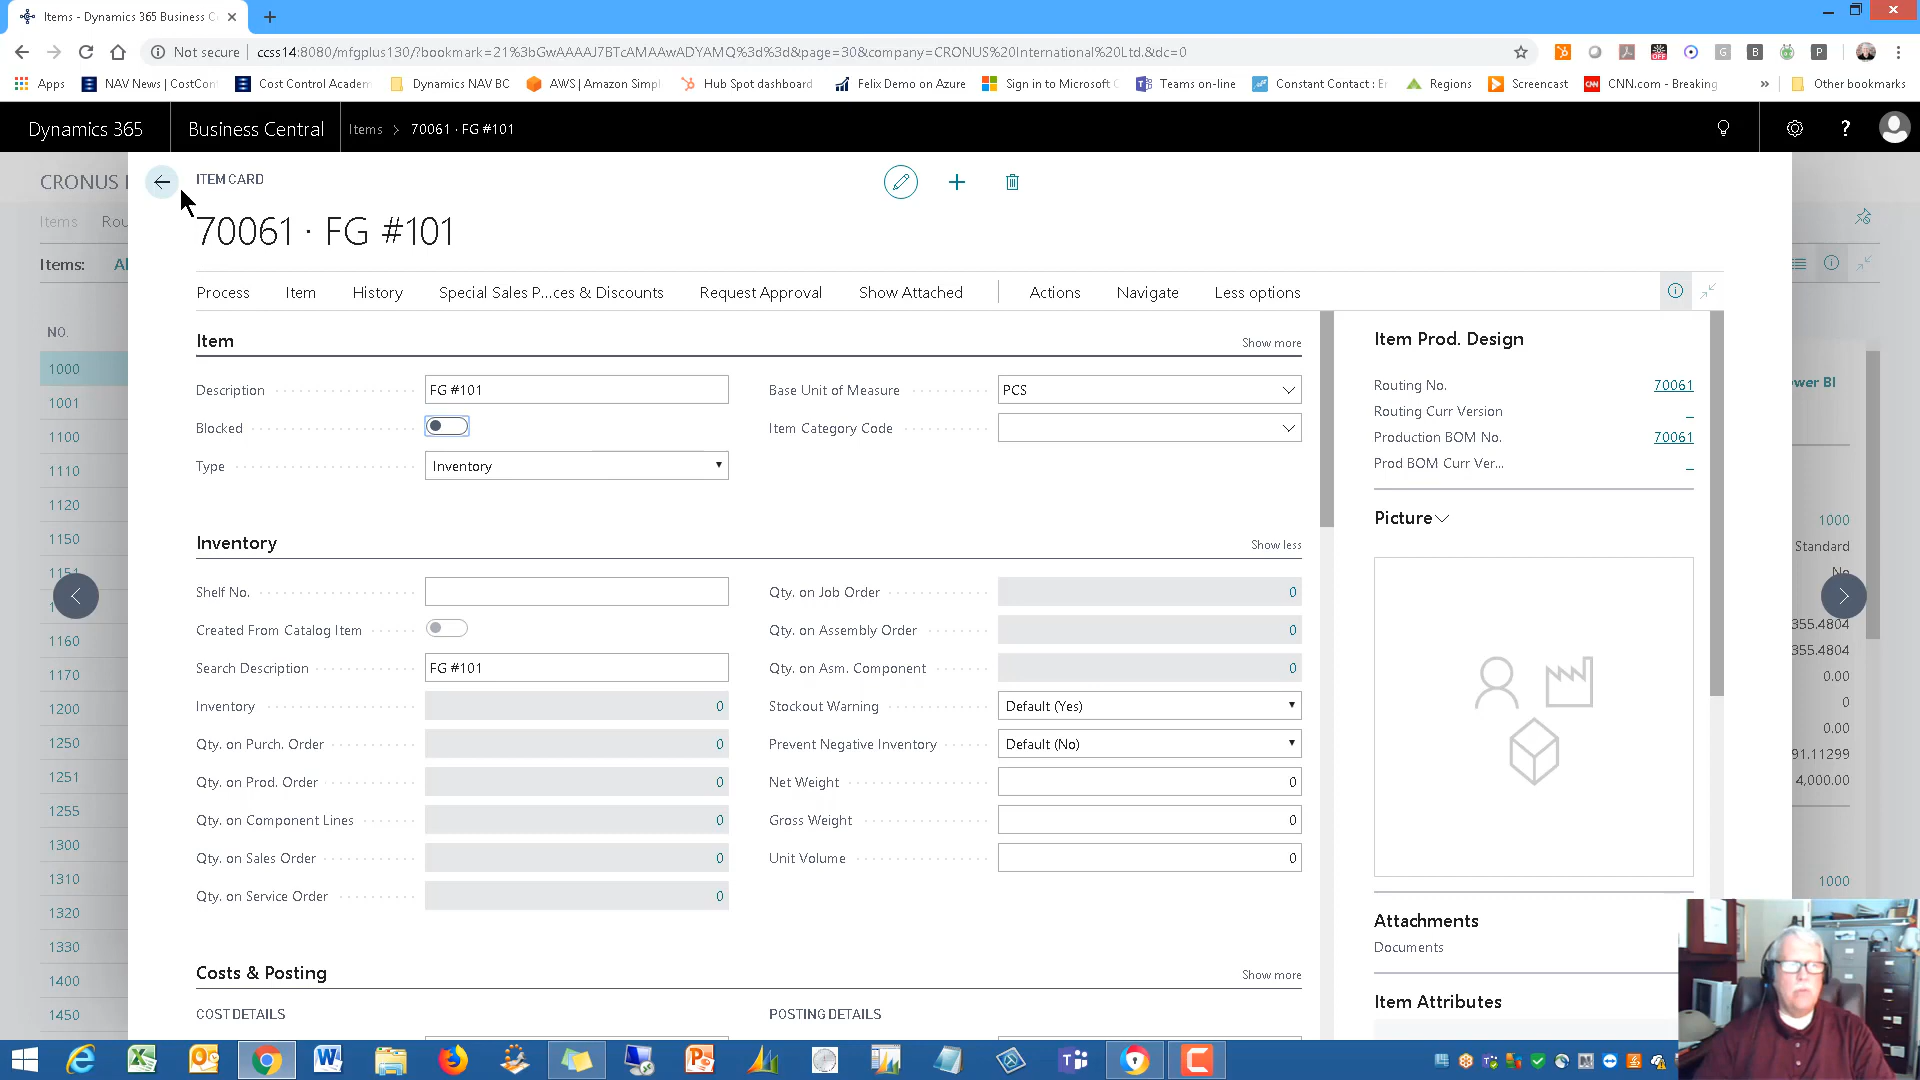 Items - Dynamics 365 Business C
Not secure
ccss14:8080/mfgplus130/?bookmark=21%3bGwAAAAJ7BTcAMAAwADYAMQ%3d%3d&page=30&company=CRONUS%20International%20Ltd.&dc=0
Apps
NAV News | CostCont
Cost Control Academ
Dynamics NAV BC
AWS | Amazon Simpl
Hub Spot dashboard
Felix Demo on Azure
Sign in to Microsoft C
Teams on-line
Constant Contact : E
Regions
Screencast
CNN.com - Breaking
Other bookmarks
Dynamics 365
Business Central
Items > 70061 · FG #101
CRONUS
ITEM CARD
70061 · FG #101
Items
Rou
Items:
Al
Process
Item
History
Special Sales P...ces & Discounts
Request Approval
Show Attached
Actions
Navigate
Less options
NO.
1000
1001
1100
1110
1120
1150
1151
1160
1170
1200
1250
1251
1255
1300
1310
1320
1330
1400
1450
Item
Show more
Description
FG #101
Base Unit of Measure
PCS
Blocked
Item Category Code
Type
Inventory
Inventory
Show less
Shelf No.
Qty. on Job Order
0
Created From Catalog Item
Qty. on Assembly Order
0
Search Description
FG #101
Qty. on Asm. Component
0
Inventory
0
Stockout Warning
Default (Yes)
Qty. on Purch. Order
0
Prevent Negative Inventory
Default (No)
Qty. on Prod. Order
0
Net Weight
0
Qty. on Component Lines
0
Gross Weight
0
Qty. on Sales Order
0
Unit Volume
0
Qty. on Service Order
0
Costs & Posting
Show more
COST DETAILS
POSTING DETAILS
Item Prod. Design
Routing No.
70061
Routing Curr Version
_
Production BOM No.
70061
Prod BOM Curr Ver...
_
Picture
Attachments
Documents
Item Attributes
ower BI
1000
Standard
No
355.4804
355.4804
0.00
0
0.00
91.11299
4,000.00
1000